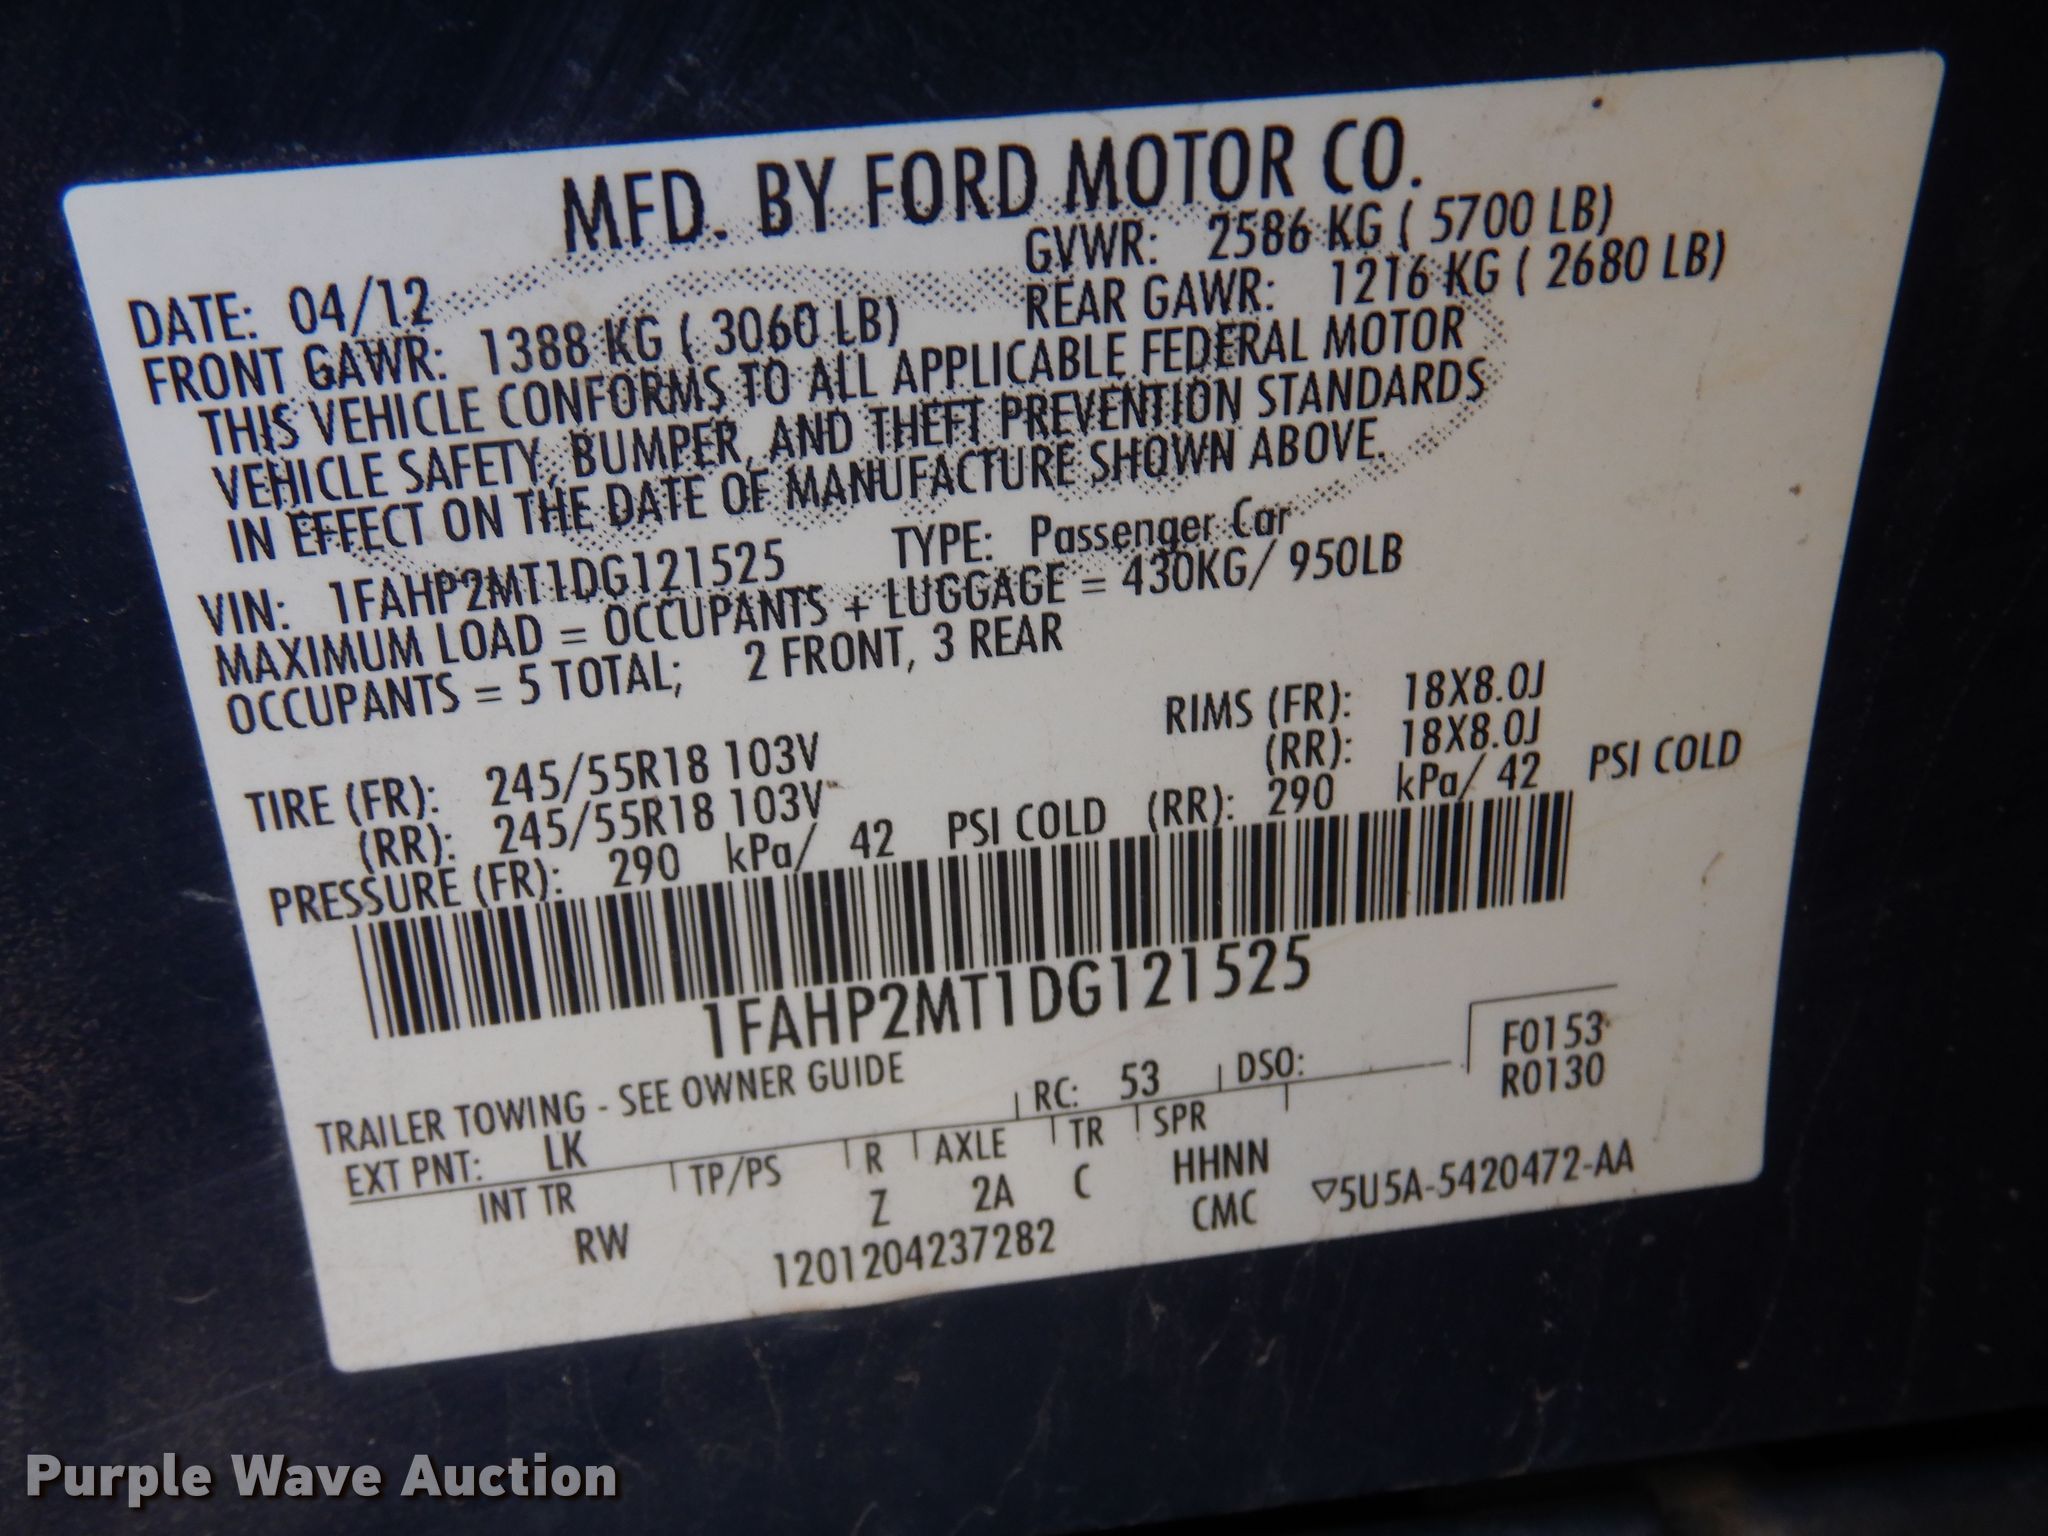 MFD. BY FORD MOTOR CO.
DATE: 04/12 GVWR: 2586 KG ( 5700 LB)
FRONT GAWR: 1388 KG ( 3060 LB) REAR GAWR: 1216 KG ( 2680 LB)
THIS VEHICLE CONFORMS TO ALL APPLICABLE FEDERAL MOTOR
VEHICLE SAFETY, BUMPER, AND THEFT PREVENTION STANDARDS
IN EFFECT ON THE DATE OF MANUFACTURE SHOWN ABOVE.
VIN: 1FAHP2MT1DG121525 TYPE: Passenger Car
MAXIMUM LOAD = OCCUPANTS + LUGGAGE = 430KG/ 950LB
OCCUPANTS = 5 TOTAL; 2 FRONT, 3 REAR
TIRE (FR): 245/55R18 103V RIMS (FR): 18X8.0J
(RR): 245/55R18 103V (RR): 18X8.0J
PRESSURE (FR): 290 kPa/ 42 PSI COLD (RR): 290 kPa/ 42 PSI COLD
1FAHP2MT1DG121525
TRAILER TOWING - SEE OWNER GUIDE
F0153
R0130
EXT PNT: LK RC: 53 DSO:
INT TR TP/PS R AXLE TR SPR
RW Z 2A C HHNN
1201204237282 CMC ▽5U5A-5420472-AA
Purple Wave Auction